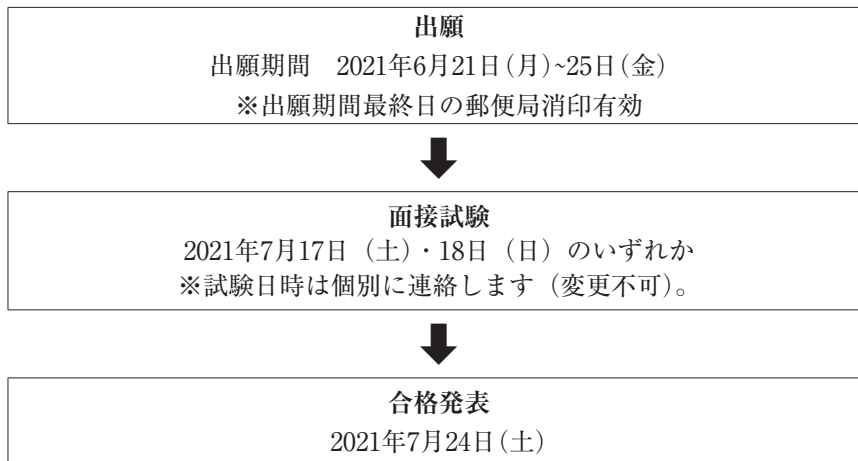 出願
出願期間　2021年6月21日(月)~25日(金)
※出願期間最終日の郵便局消印有効
面接試験
2021年7月17日（土）・18日（日）のいずれか
※試験日時は個別に連絡します（変更不可）。
合格発表
2021年7月24日(土)